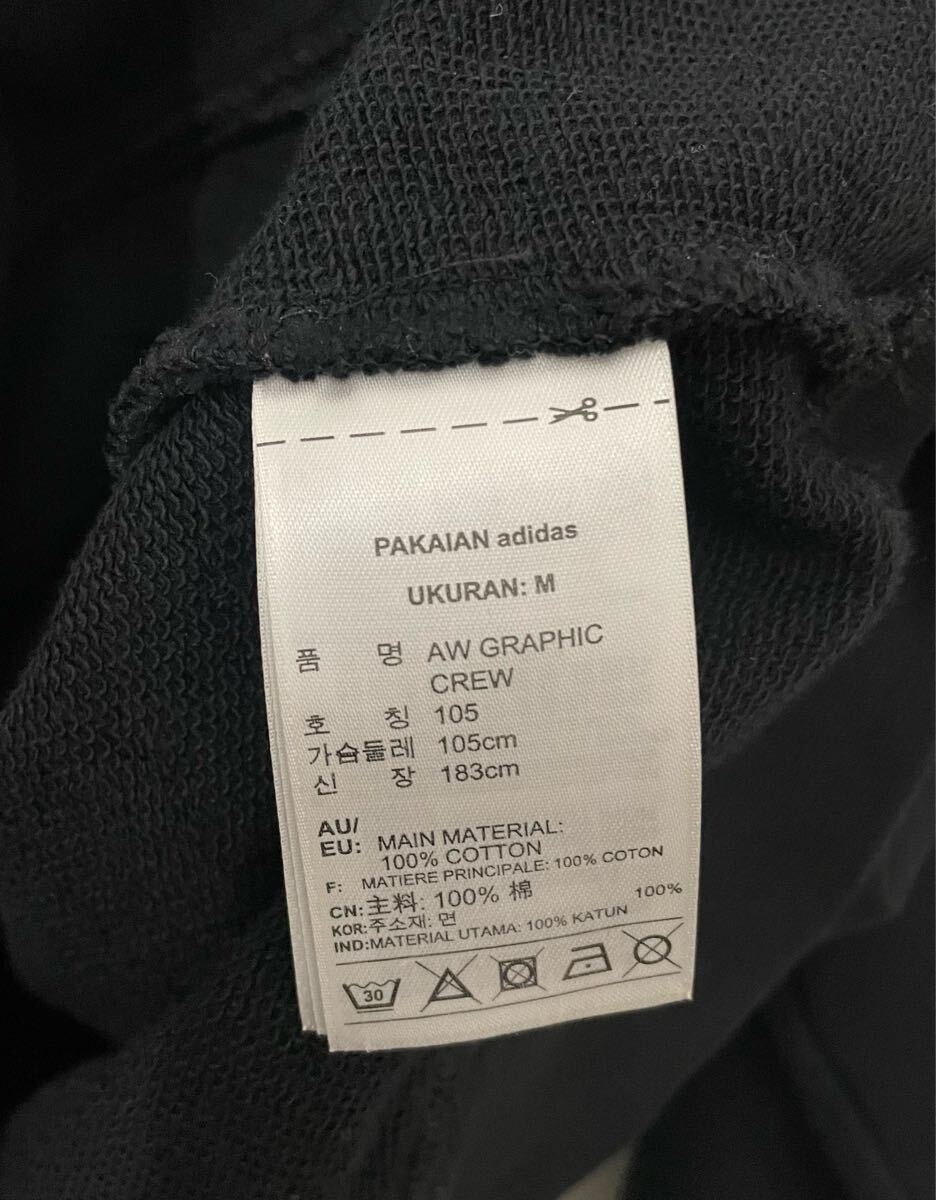 PAKAIAN adidas
UKURAN: M
품 명 AW GRAPHIC
CREW
호 칭 105
가슴둘레 105cm
신 장 183cm
AU/
EU: MAIN MATERIAL:
100% COTTON
F: MATIERE PRINCIPALE: 100% COTON
CN:主料: 100% 棉
KOR:주소재: 면 100%
IND:MATERIAL UTAMA: 100% KATUN
30